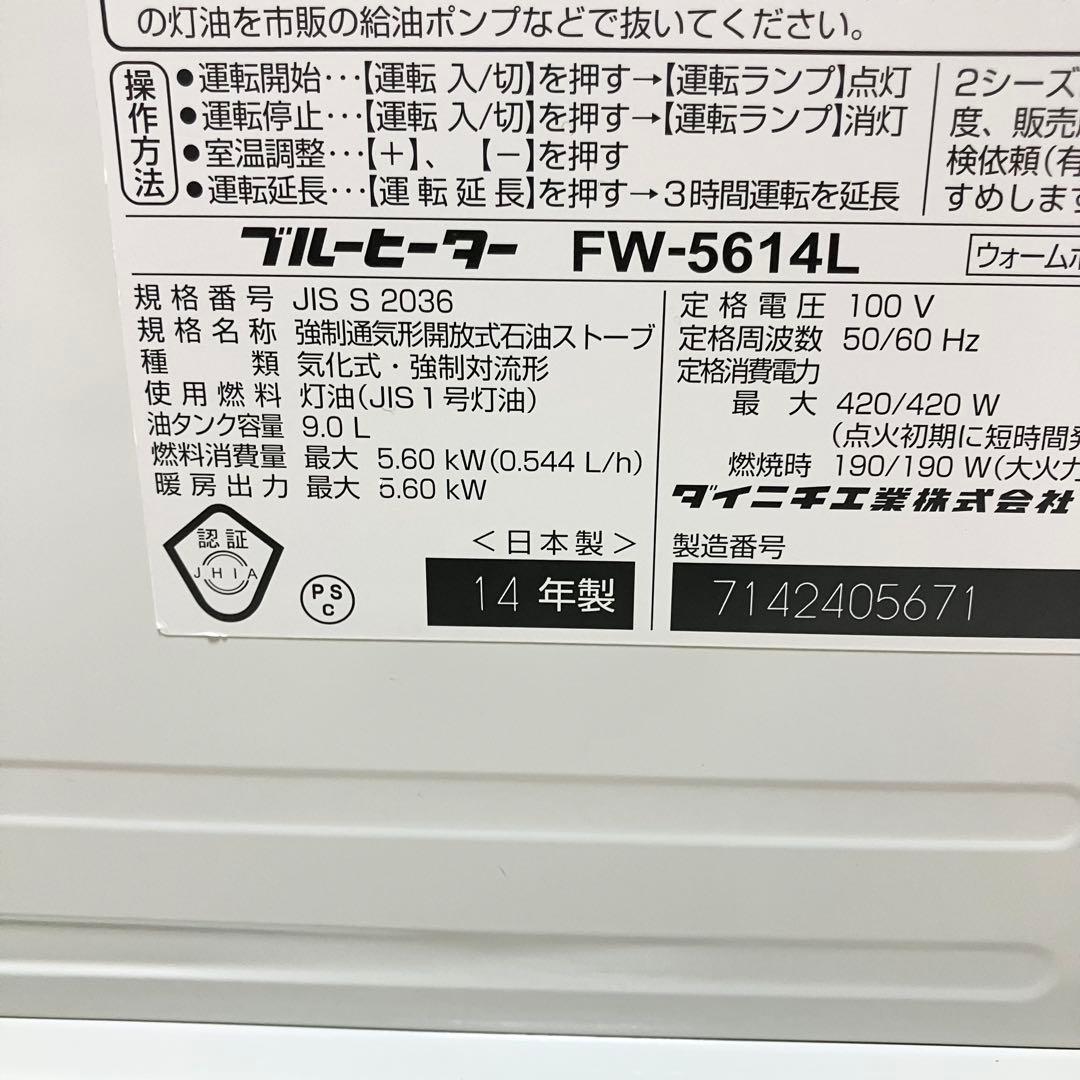 の灯油を市販の給油ポンプなどで抜いてください。
操作方法
●運転開始･･･【運転 入/切】を押す→【運転ランプ】点灯
●運転停止･･･【運転 入/切】を押す→【運転ランプ】消灯
●室温調整･･･【＋】、【－】を押す
●運転延長･･･【運 転 延 長】を押す→３時間運転を延長
2シーズ
度、販売
検依頼(有
すめします
ブルーヒーター FW-5614L
ウォーム
規格番号 JIS S 2036
規格名称 強制通気形開放式石油ストーブ
種類 気化式・強制対流形
使用燃料 灯油(JIS１号灯油)
油タンク容量 9.0 L
燃料消費量 最大 5.60 kW(0.544 L/h)
暖房出力 最大 5.60 kW
認証
JHIA
PS
C
＜日本製＞
14 年製
定格電圧 100 V
定格周波数 50/60 Hz
定格消費電力
最大 420/420 W
(点火初期に短時間発
燃焼時 190/190 W(大火力
ダイニチ工業株式会社
製造番号
7142405671